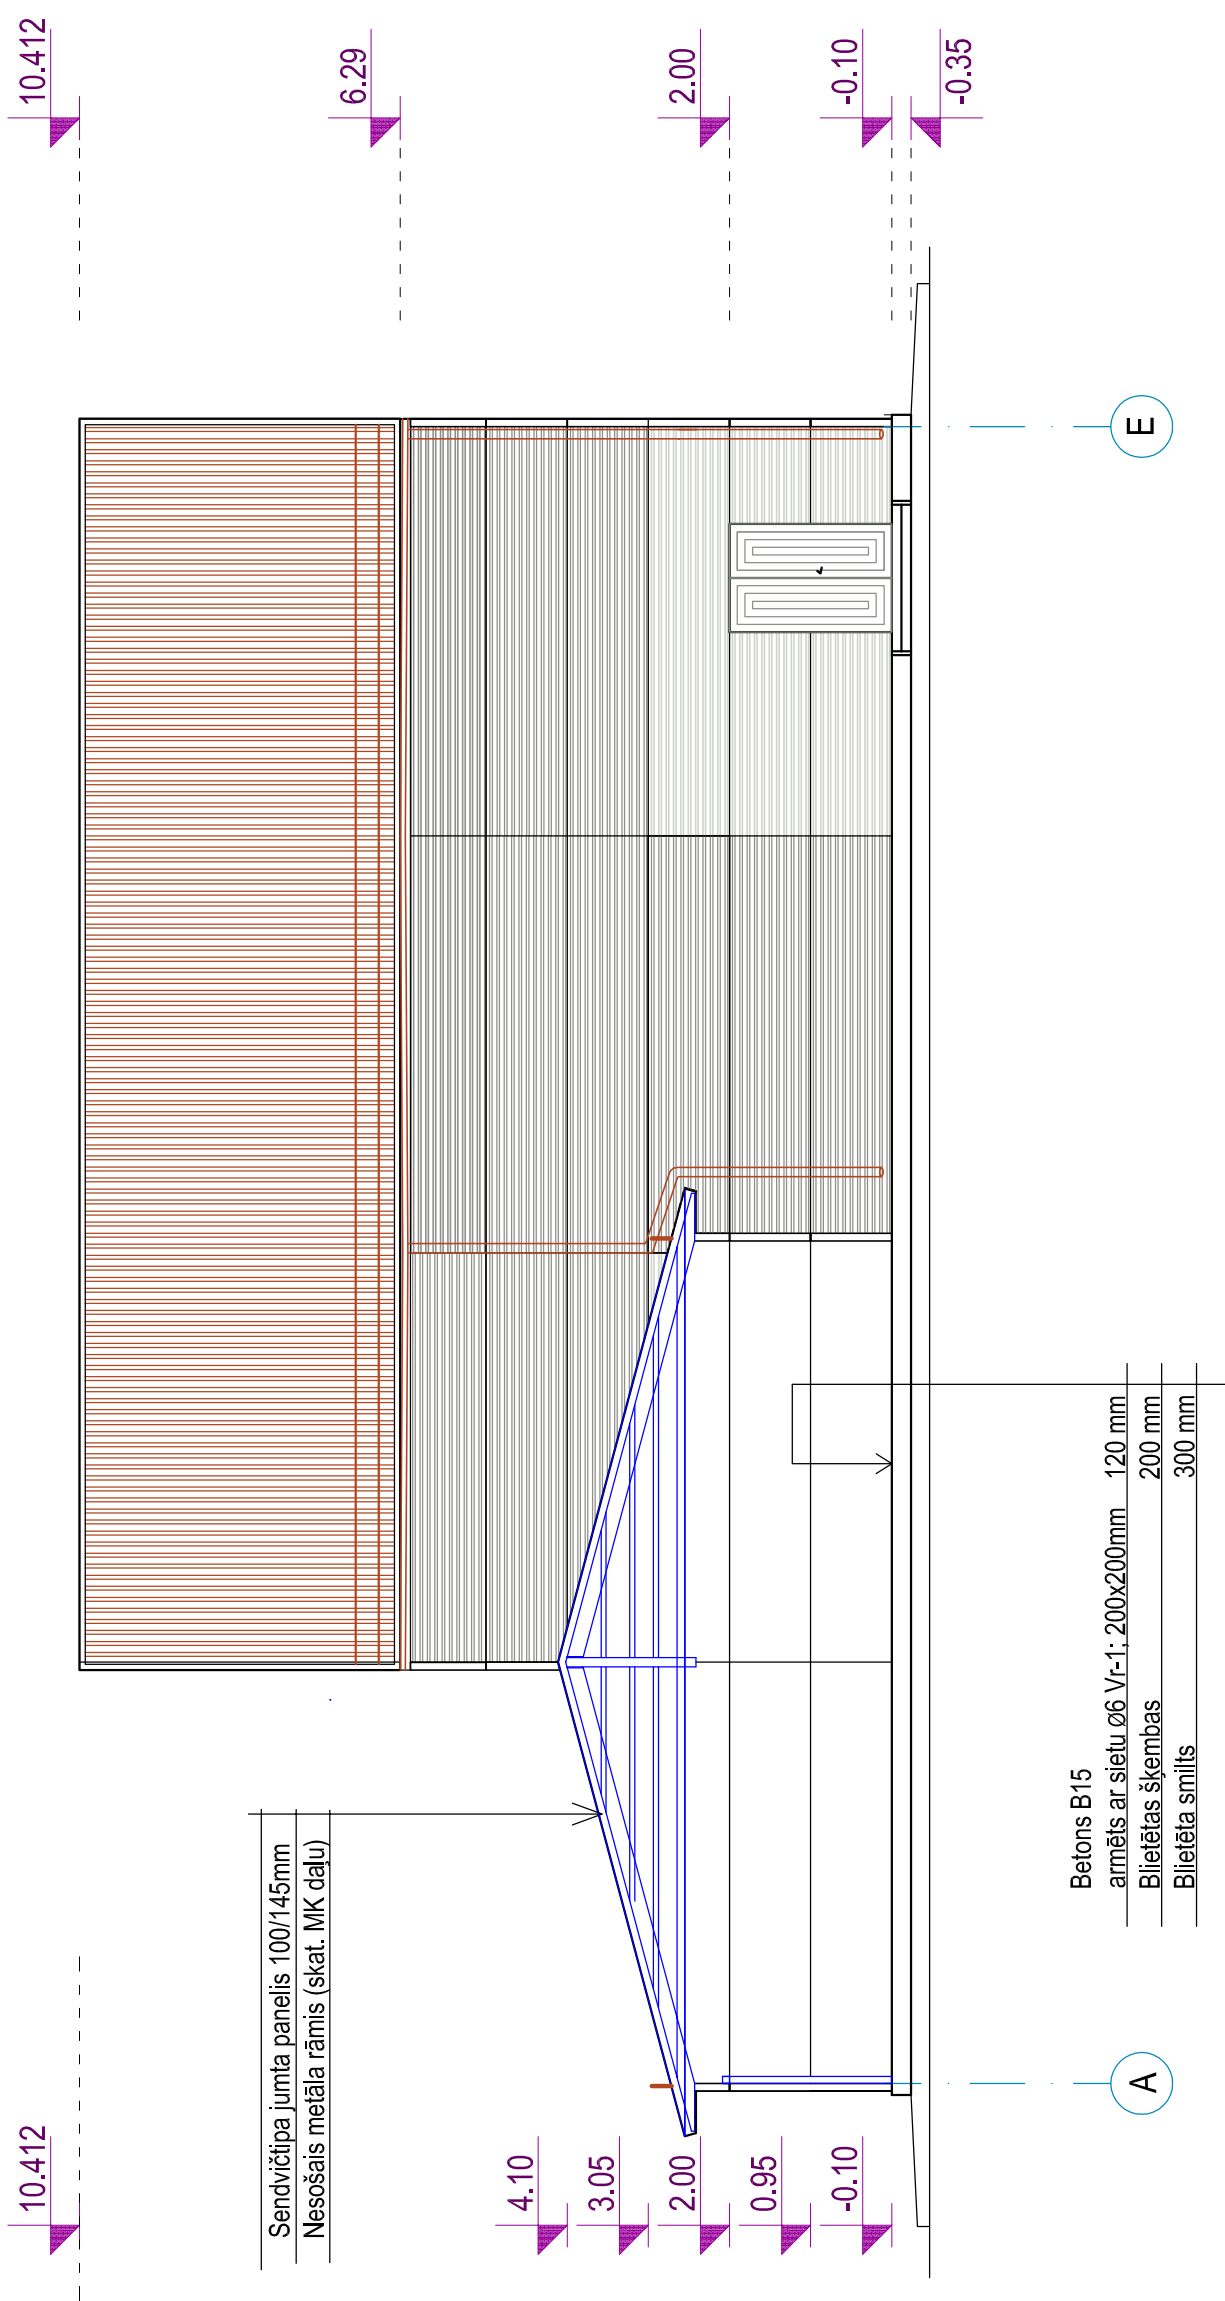 10.412
4.10
3.05
2.00
0.95
-0.10
Sendvičtipa jumta panelis 100/145mm
Nesošais metāla rāmis (skat. MK daļu)
10.412
6.29
2.00
-0.10
-0.35
Betons B15
armēts ar sietu Ø6 Vr-1; 200x200mm 120 mm
Blietētas šķembas 200 mm
Blietēta smilts 300 mm
A
E